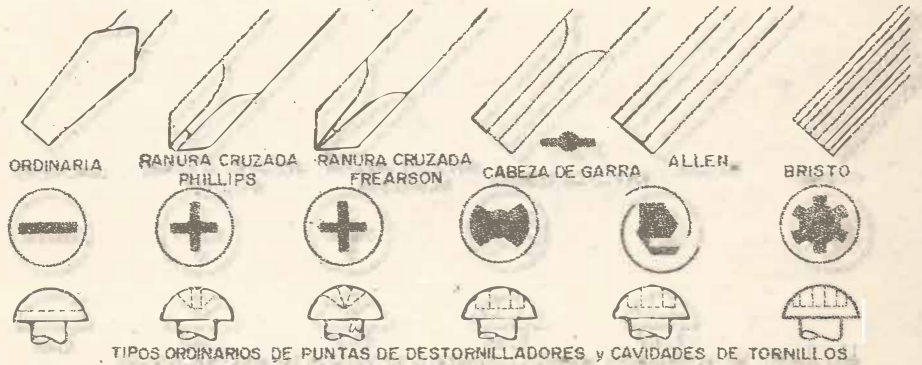 ORDINARIA
RANURA CRUZADA
PHILLIPS
RANURA CRUZADA
FREARSON
CABEZA DE GARRA
ALLEN
BRISTO
TIPOS ORDINARIOS DE PUNTAS DE DESTORNILLADORES y CAVIDADES DE TORNILLOS